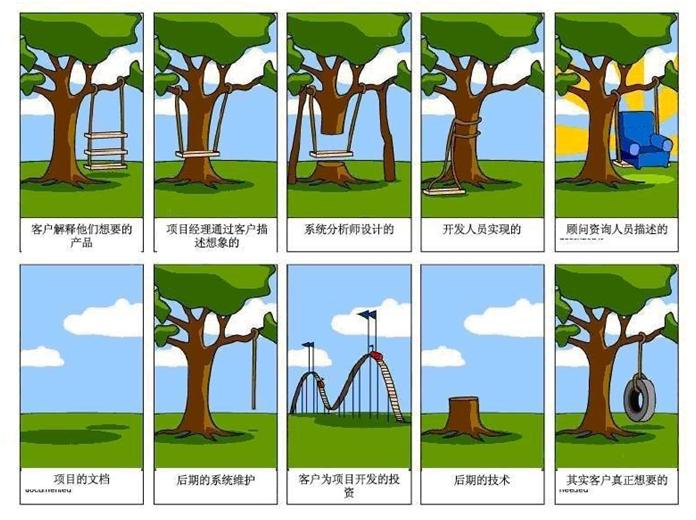 客户解释他们想要的
产品
项目经理通过客户描
述想象的
系统分析师设计的
开发人员实现的
顾问资询人员描述的
项目的文档
documented
后期的系统维护
客户为项目开发的投
资
后期的技术
其实客户真正想要的
needed